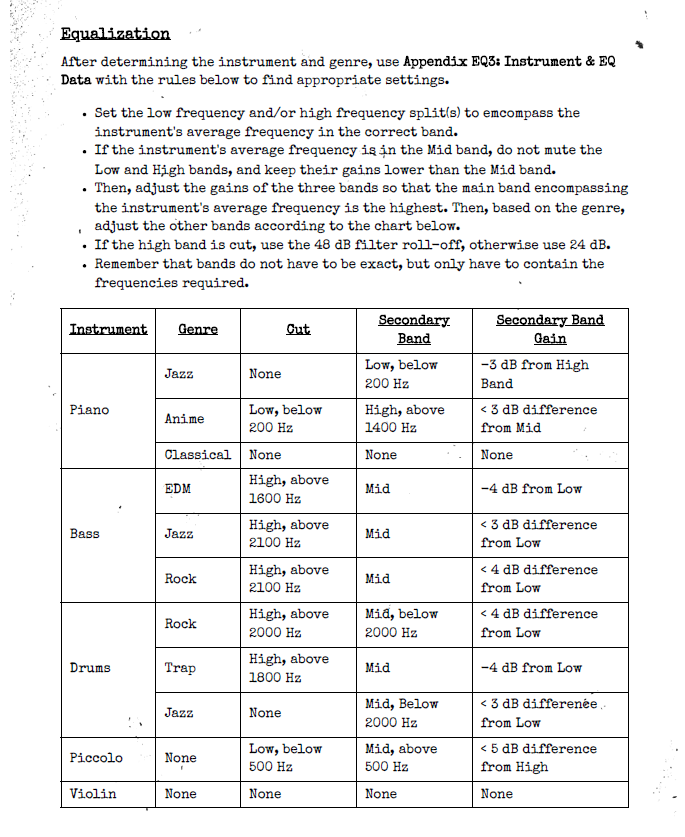 Equalization
After determining the instrument and genre, use Appendix EQ3: Instrument & EQ
Data with the rules below to find appropriate settings.
• Set the low frequency and/or high frequency split(s) to emcompass the
instrument's average frequency in the correct band.
• If the instrument's average frequency is in the Mid band, do not mute the
Low and High bands, and keep their gains lower than the Mid band.
• Then, adjust the gains of the three bands so that the main band encompassing
the instrument's average frequency is the highest. Then, based on the genre,
adjust the other bands according to the chart below.
• If the high band is cut, use the 48 dB filter roll-off, otherwise use 24 dB.
• Remember that bands do not have to be exact, but only have to contain the
frequencies required.
Instrument Genre Cut Secondary Band Secondary Band Gain
Piano
Jazz None Low, below 200 Hz -3 dB from High Band
Anime Low, below 200 Hz High, above 1400 Hz < 3 dB difference from Mid
Classical None None None
Bass
EDM High, above 1600 Hz Mid -4 dB from Low
Jazz High, above 2100 Hz Mid < 3 dB difference from Low
Rock High, above 2100 Hz Mid < 4 dB difference from Low
Drums
Rock High, above 2000 Hz Mid, below 2000 Hz < 4 dB difference from Low
Trap High, above 1800 Hz Mid -4 dB from Low
Jazz None Mid, Below 2000 Hz < 3 dB difference from Low
Piccolo None Low, below 500 Hz Mid, above 500 Hz < 5 dB difference from High
Violin None None None None